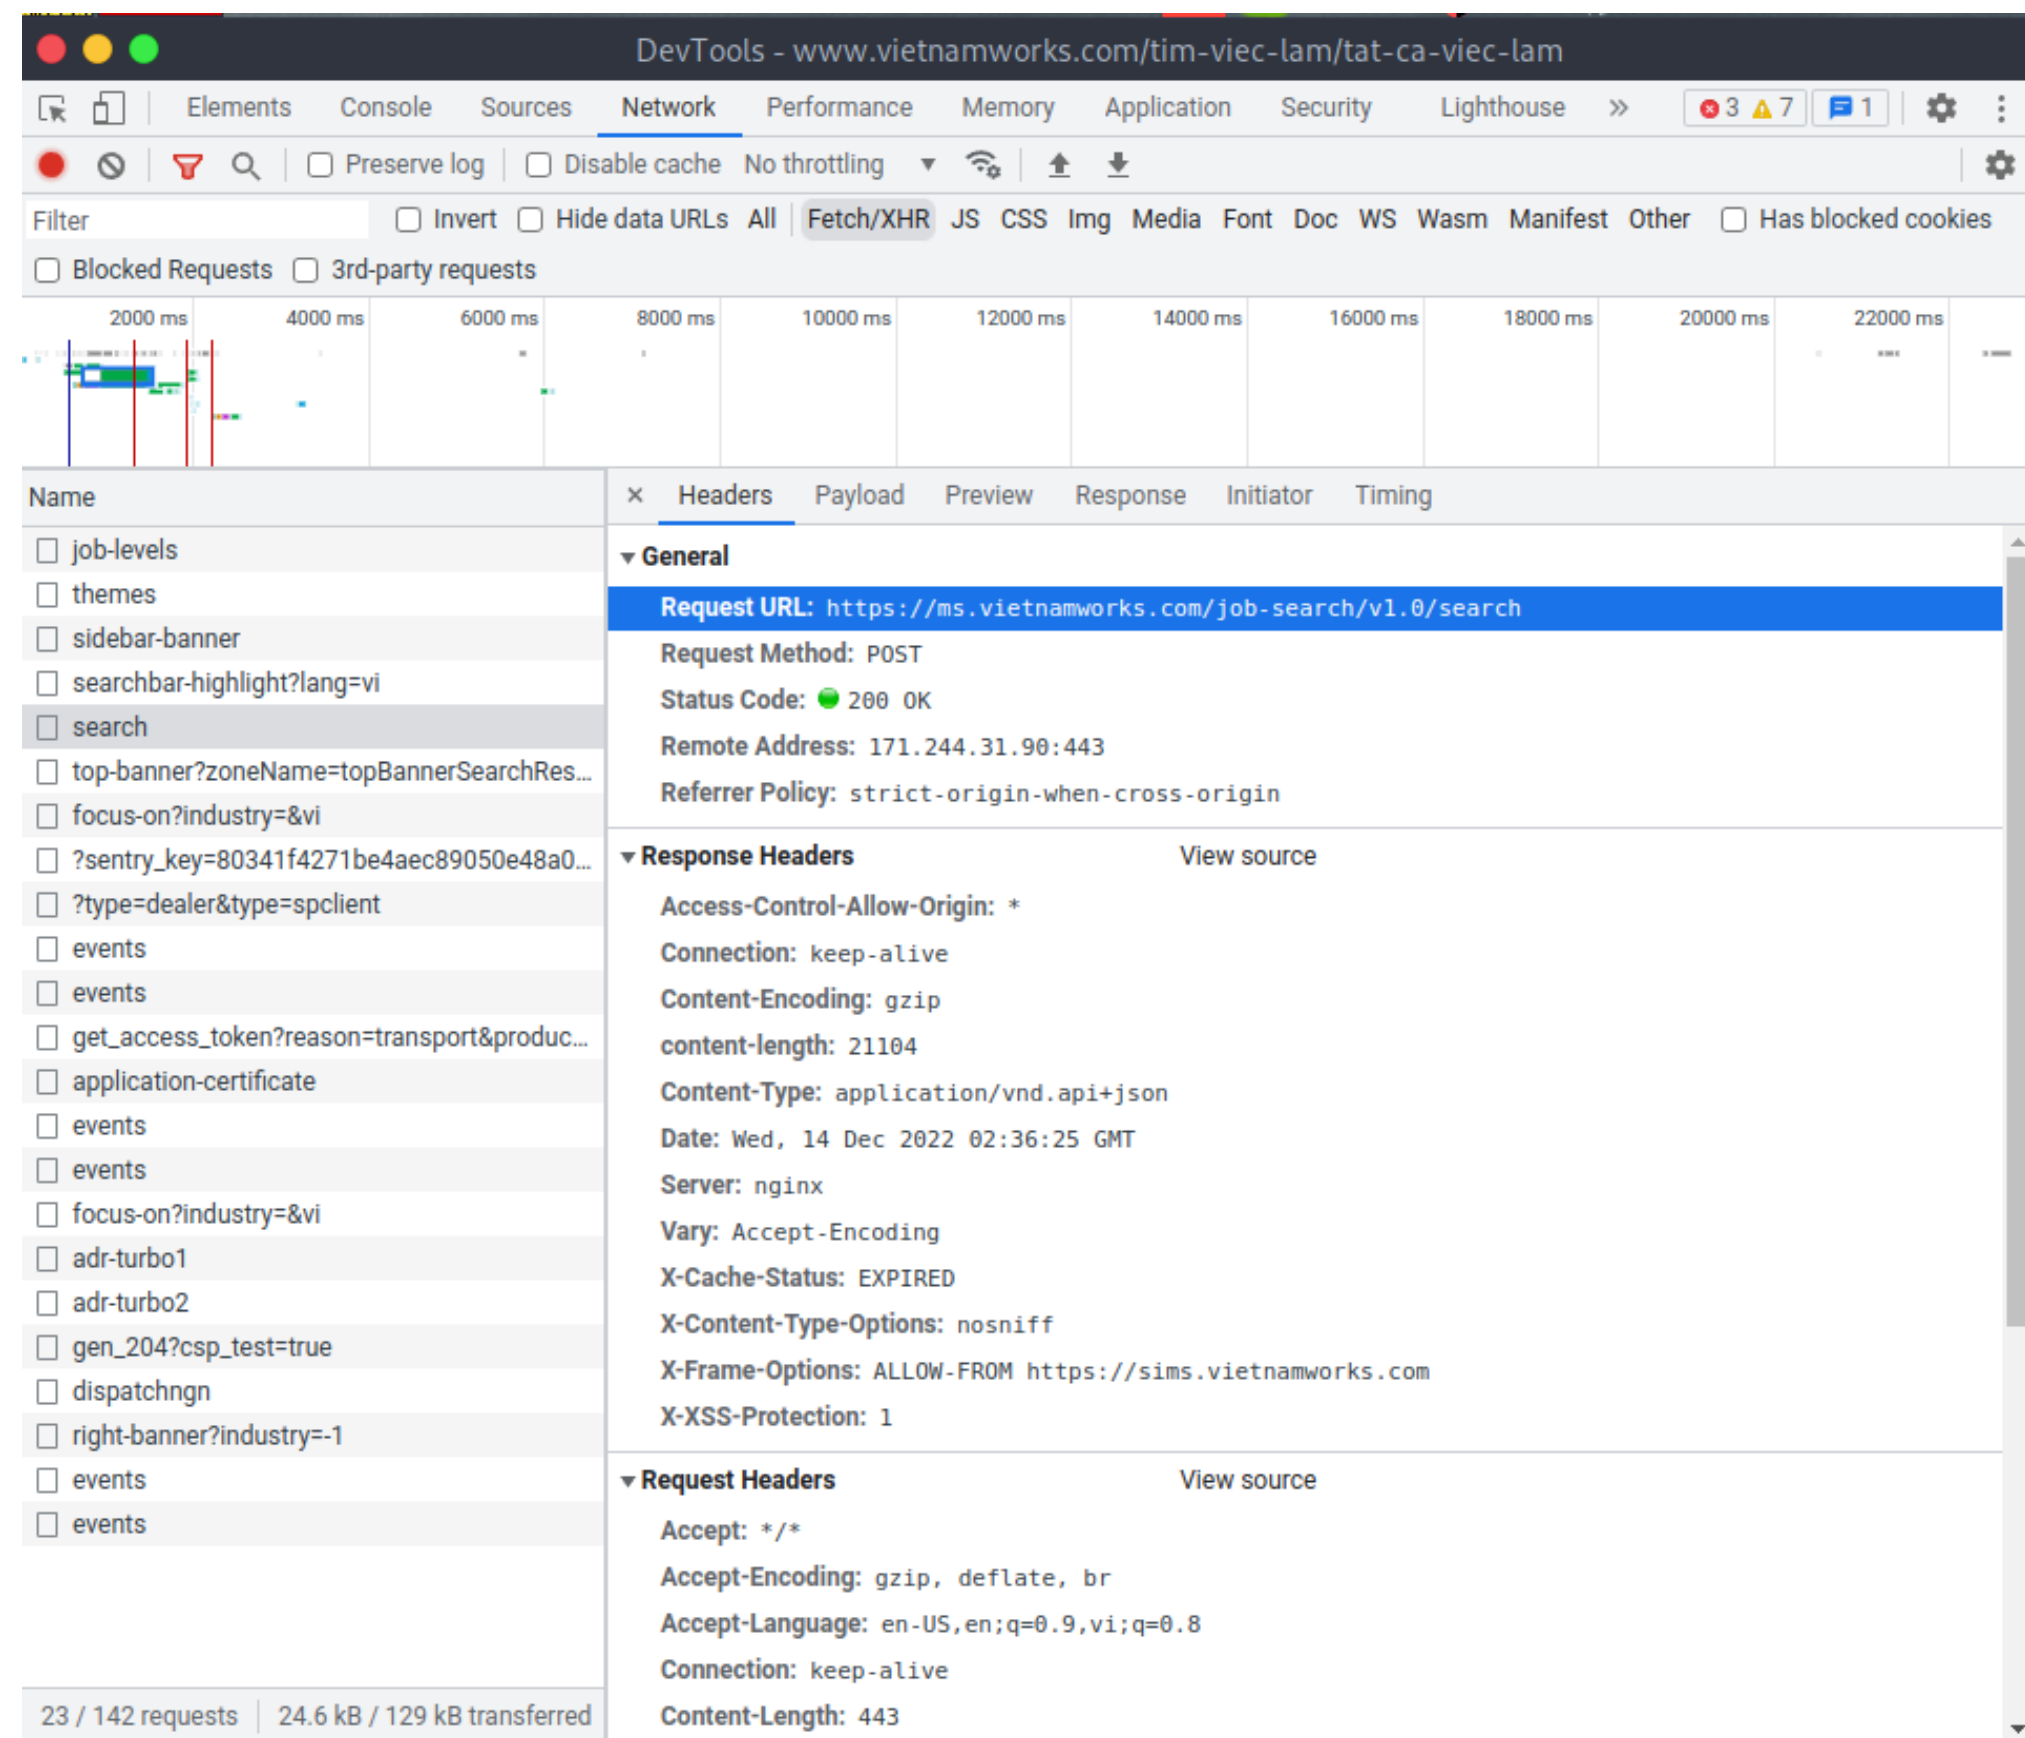 DevTools - www.vietnamworks.com/tim-viec-lam/tat-ca-viec-lam
Elements Console Sources Network Performance Memory Application Security Lighthouse » 3 7 1
Preserve log Disable cache No throttling
Filter Invert Hide data URLs All Fetch/XHR JS CSS Img Media Font Doc WS Wasm Manifest Other Has blocked cookies
Blocked Requests 3rd-party requests
2000 ms 4000 ms 6000 ms 8000 ms 10000 ms 12000 ms 14000 ms 16000 ms 18000 ms 20000 ms 22000 ms
Name
job-levels
themes
sidebar-banner
searchbar-highlight?lang=vi
search
top-banner?zoneName=topBannerSearchRes...
focus-on?industry=&vi
?sentry_key=80341f4271be4aec89050e48a0...
?type=dealer&type=spclient
events
events
get_access_token?reason=transport&produc...
application-certificate
events
events
focus-on?industry=&vi
adr-turbo1
adr-turbo2
gen_204?csp_test=true
dispatchngn
right-banner?industry=-1
events
events
23 / 142 requests 24.6 kB / 129 kB transferred
× Headers Payload Preview Response Initiator Timing
General
Request URL: https://ms.vietnamworks.com/job-search/v1.0/search
Request Method: POST
Status Code: 200 OK
Remote Address: 171.244.31.90:443
Referrer Policy: strict-origin-when-cross-origin
Response Headers View source
Access-Control-Allow-Origin: *
Connection: keep-alive
Content-Encoding: gzip
content-length: 21104
Content-Type: application/vnd.api+json
Date: Wed, 14 Dec 2022 02:36:25 GMT
Server: nginx
Vary: Accept-Encoding
X-Cache-Status: EXPIRED
X-Content-Type-Options: nosniff
X-Frame-Options: ALLOW-FROM https://sims.vietnamworks.com
X-XSS-Protection: 1
Request Headers View source
Accept: */*
Accept-Encoding: gzip, deflate, br
Accept-Language: en-US,en;q=0.9,vi;q=0.8
Connection: keep-alive
Content-Length: 443